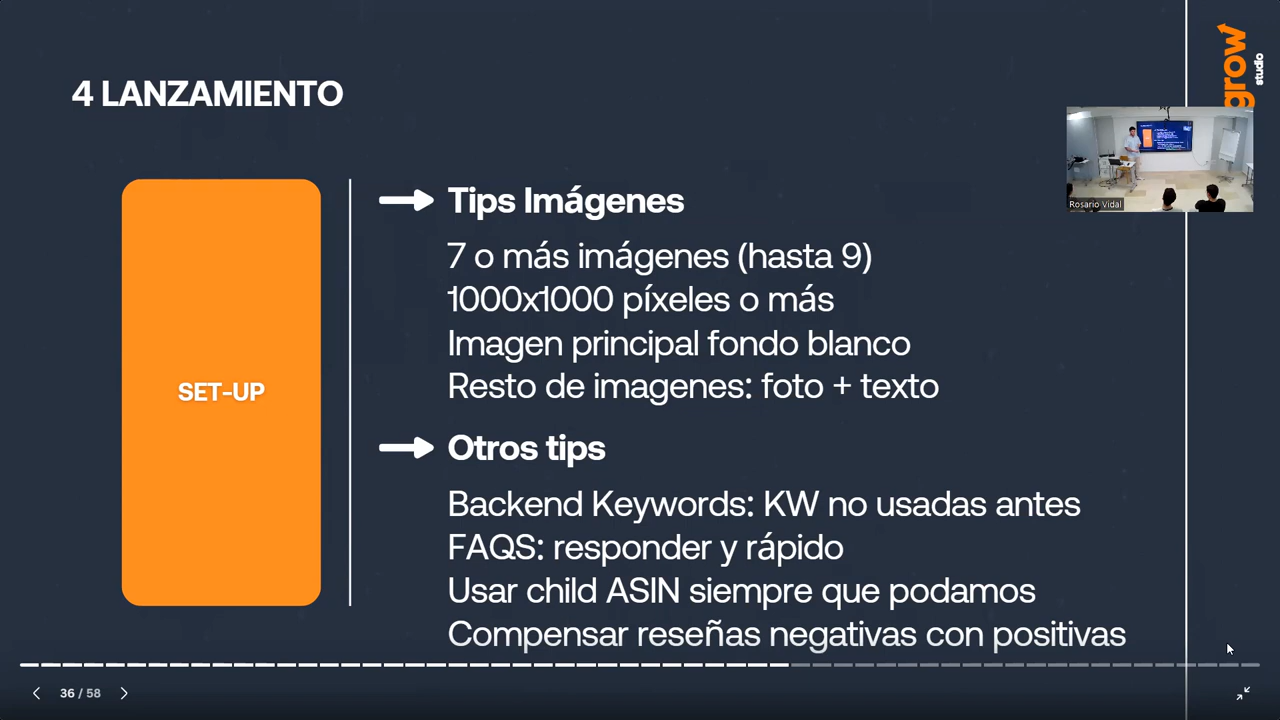 4 LANZAMIENTO
grow
studio
Rosario Vidal
SET-UP
Tips Imágenes
7 o más imágenes (hasta 9)
1000x1000 píxeles o más
Imagen principal fondo blanco
Resto de imagenes: foto + texto
Otros tips
Backend Keywords: KW no usadas antes
FAQS: responder y rápido
Usar child ASIN siempre que podamos
Compensar reseñas negativas con positivas
36 / 58